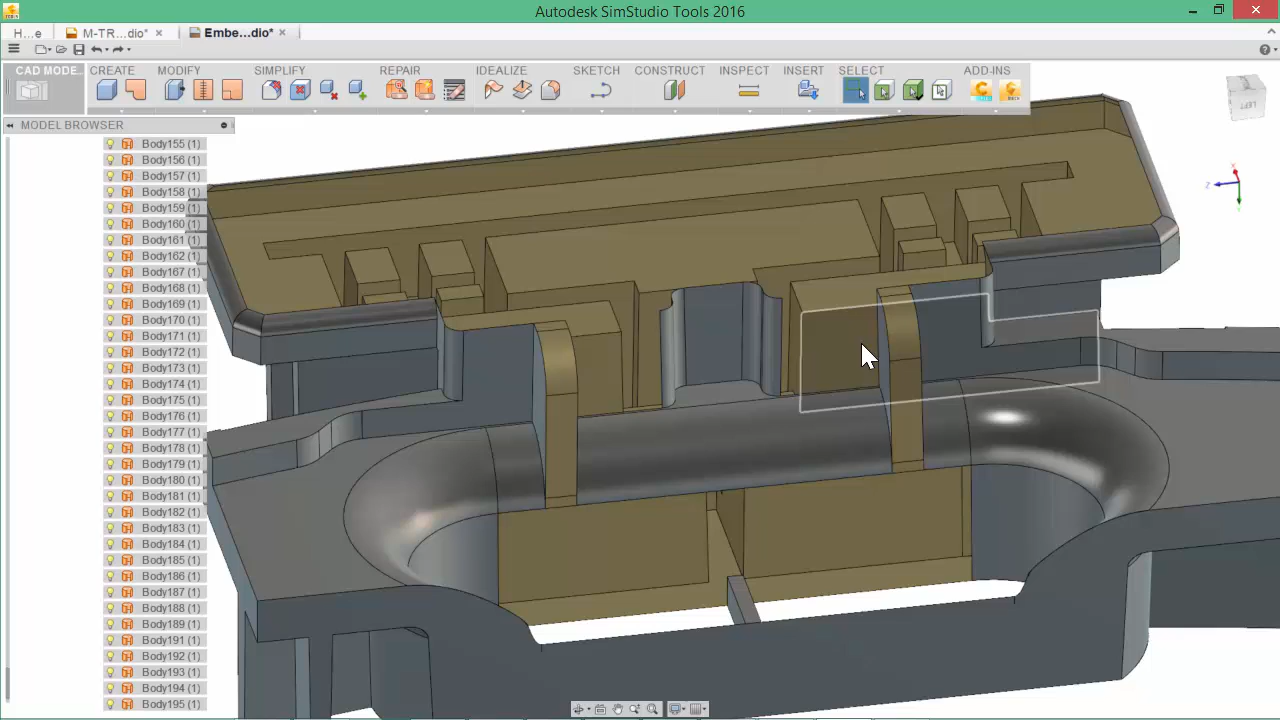 Autodesk SimStudio Tools 2016
H...e
M-TR...dio*
Embe...dio*
CAD MODE...
CREATE
MODIFY
SIMPLIFY
REPAIR
IDEALIZE
SKETCH
CONSTRUCT
INSPECT
INSERT
SELECT
ADD-INS
MODEL BROWSER
LEFT
X
Z
Y
Body155 (1)
Body156 (1)
Body157 (1)
Body158 (1)
Body159 (1)
Body160 (1)
Body161 (1)
Body162 (1)
Body167 (1)
Body168 (1)
Body169 (1)
Body170 (1)
Body171 (1)
Body172 (1)
Body173 (1)
Body174 (1)
Body175 (1)
Body176 (1)
Body177 (1)
Body178 (1)
Body179 (1)
Body180 (1)
Body181 (1)
Body182 (1)
Body183 (1)
Body184 (1)
Body185 (1)
Body186 (1)
Body187 (1)
Body188 (1)
Body189 (1)
Body191 (1)
Body192 (1)
Body193 (1)
Body194 (1)
Body195 (1)